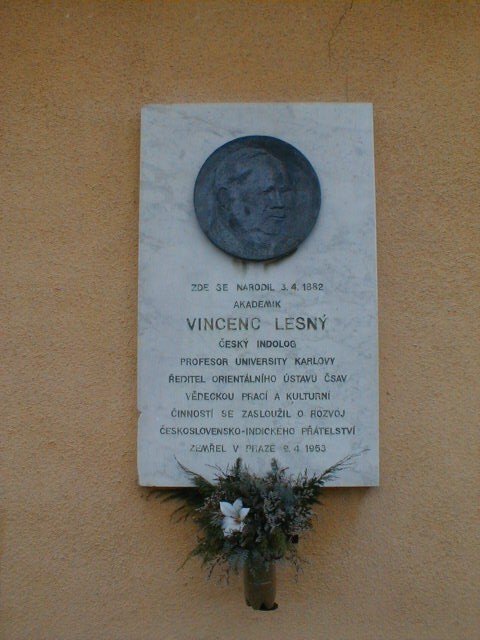 ZDE SE NARODIL 3.4.1882
AKADEMIK
VINCENC LESNÝ
ČESKÝ INDOLOG
PROFESOR UNIVERSITY KARLOVY
ŘEDITEL ORIENTÁLNÍHO ÚSTAVU ČSAV
VĚDECKOU PRACÍ A KULTURNÍ
ČINNOSTÍ SE ZASLOUŽIL O ROZVOJ
ČESKOSLOVENSKO-INDICKÉHO PŘÁTELSTVÍ
ZEMŘEL V PRAZE 9.4.1953